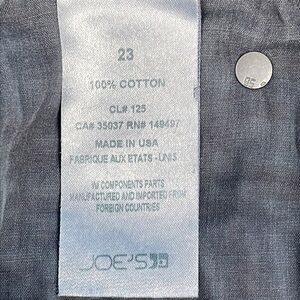 23
100% COTTON
CL# 125
CA# 35037 RN# 149497
MADE IN USA
FABRIQUE AUX ETATS - UNIS
W/ COMPONENTS PARTS
MANUFACTURED AND IMPORTED FROM
FOREIGN COUNTRIES
JOE'S